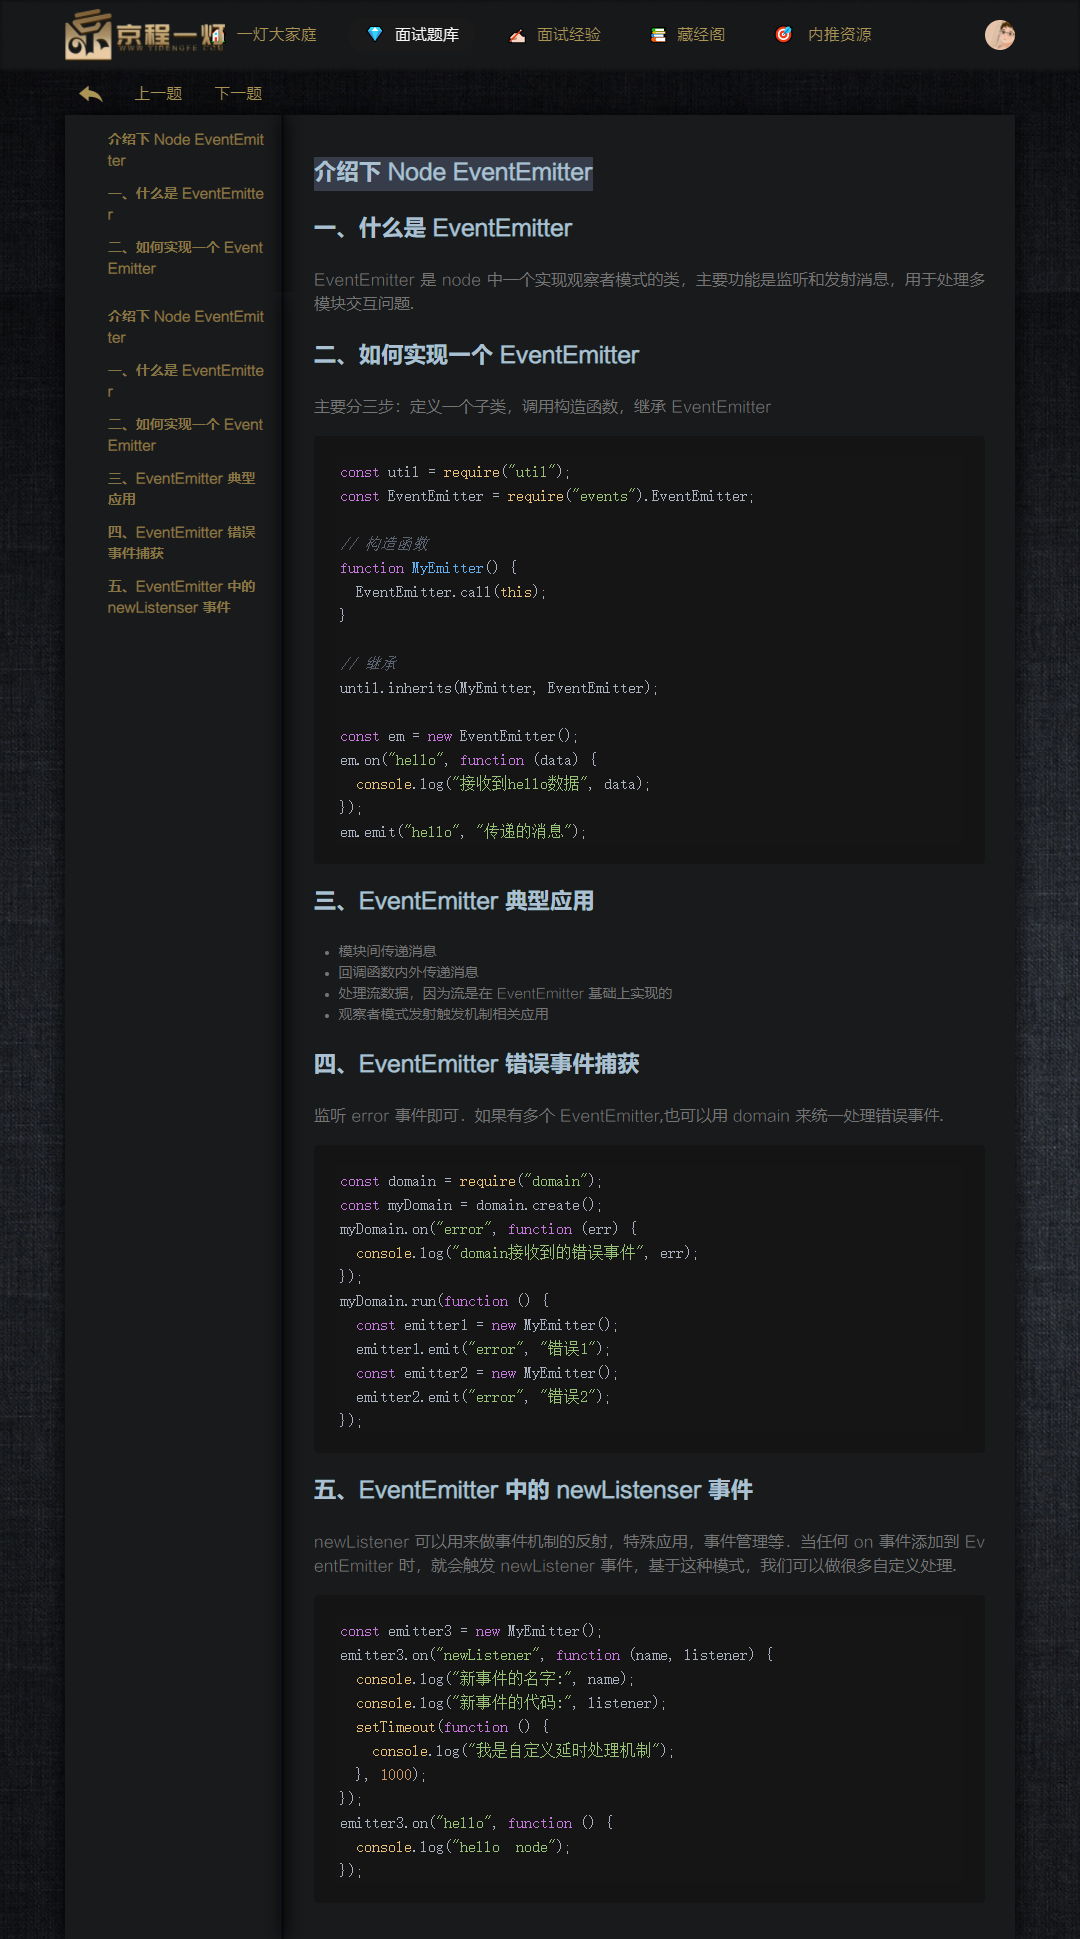 京程一灯
WWW.YIDENGFE.COM
一灯大家庭
面试题库
面试经验
藏经阁
内推资源
上一题
下一题
介绍下 Node EventEmit
ter
一、什么是 EventEmitte
r
二、如何实现一个 Event
Emitter
介绍下 Node EventEmit
ter
一、什么是 EventEmitte
r
二、如何实现一个 Event
Emitter
三、EventEmitter 典型
应用
四、EventEmitter 错误
事件捕获
五、EventEmitter 中的
newListenser 事件
介绍下 Node EventEmitter
一、什么是 EventEmitter
EventEmitter 是 node 中一个实现观察者模式的类，主要功能是监听和发射消息，用于处理多
模块交互问题.
二、如何实现一个 EventEmitter
主要分三步：定义一个子类，调用构造函数，继承 EventEmitter
const util = require("util");
const EventEmitter = require("events").EventEmitter;
// 构造函数
function MyEmitter() {
  EventEmitter.call(this);
}
// 继承
until.inherits(MyEmitter, EventEmitter);
const em = new EventEmitter();
em.on("hello", function (data) {
  console.log("接收到hello数据", data);
});
em.emit("hello", "传递的消息");
三、EventEmitter 典型应用
• 模块间传递消息
• 回调函数内外传递消息
• 处理流数据，因为流是在 EventEmitter 基础上实现的
• 观察者模式发射触发机制相关应用
四、EventEmitter 错误事件捕获
监听 error 事件即可．如果有多个 EventEmitter,也可以用 domain 来统一处理错误事件.
const domain = require("domain");
const myDomain = domain.create();
myDomain.on("error", function (err) {
  console.log("domain接收到的错误事件", err);
});
myDomain.run(function () {
  const emitter1 = new MyEmitter();
  emitter1.emit("error", "错误1");
  const emitter2 = new MyEmitter();
  emitter2.emit("error", "错误2");
});
五、EventEmitter 中的 newListenser 事件
newListener 可以用来做事件机制的反射，特殊应用，事件管理等．当任何 on 事件添加到 Ev
entEmitter 时，就会触发 newListener 事件，基于这种模式，我们可以做很多自定义处理.
const emitter3 = new MyEmitter();
emitter3.on("newListener", function (name, listener) {
  console.log("新事件的名字:", name);
  console.log("新事件的代码:", listener);
  setTimeout(function () {
    console.log("我是自定义延时处理机制");
  }, 1000);
});
emitter3.on("hello", function () {
  console.log("hello  node");
});